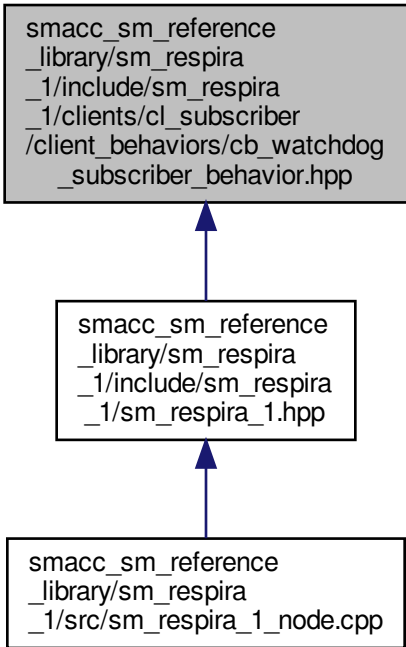 smacc_sm_reference
_library/sm_respira
_1/include/sm_respira
_1/clients/cl_subscriber
/client_behaviors/cb_watchdog
_subscriber_behavior.hpp
smacc_sm_reference
_library/sm_respira
_1/include/sm_respira
_1/sm_respira_1.hpp
smacc_sm_reference
_library/sm_respira
_1/src/sm_respira_1_node.cpp